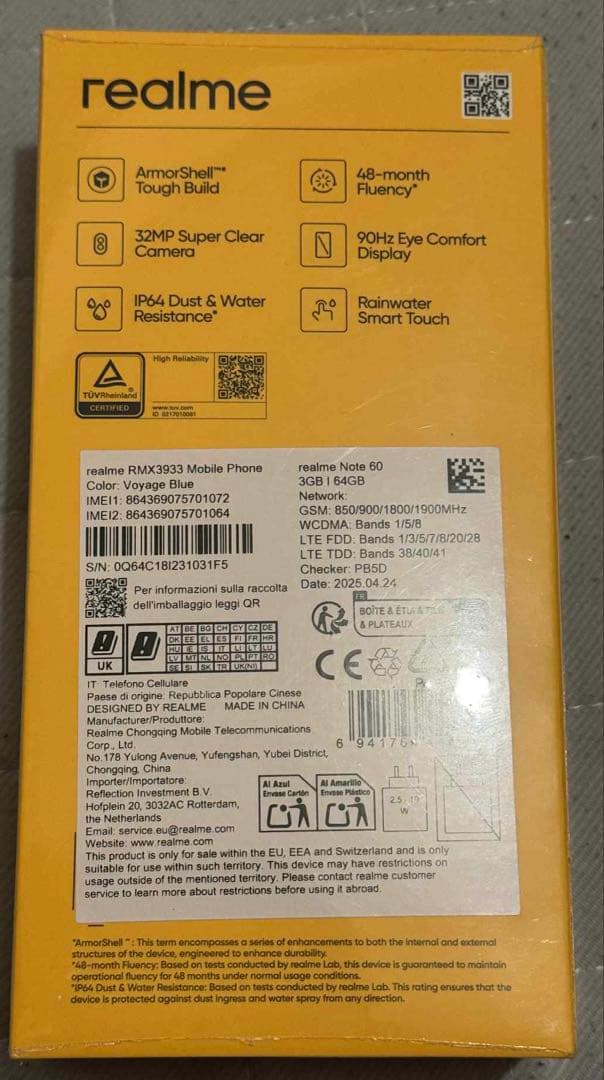 realme
ArmorShell™*
Tough Build
48-month
Fluency*
32MP Super Clear
Camera
90Hz Eye Comfort
Display
IP64 Dust & Water
Resistance*
Rainwater
Smart Touch
TÜVRheinland
CERTIFIED
High Reliability
www.tuv.com
ID 0217010081
realme RMX3933 Mobile Phone
Color: Voyage Blue
IMEI1: 864369075701072
IMEI2: 864369075701064
S/N: 0Q64C18I231031F5
Per informazioni sulla raccolta
dell'imballaggio leggi QR
realme Note 60
3GB | 64GB
Network:
GSM: 850/900/1800/1900MHz
WCDMA: Bands 1/5/8
LTE FDD: Bands 1/3/5/7/8/20/28
LTE TDD: Bands 38/40/41
Checker: PB5D
Date: 2025.04.24
FR
BOÎTE &
& PLATEAUX
UK
AT BE BG CH CY CZ DE
DK EE EL ES FI FR HR
HU IE IS IT LI LT LU
LV MT NL NO PL PT RO
SE SI SK TR UK(NI)
CE
IT Telefono Cellulare
Paese di origine: Repubblica Popolare Cinese
DESIGNED BY REALME MADE IN CHINA
Manufacturer/Produttore:
Realme Chongqing Mobile Telecommunications
Corp., Ltd.
No.178 Yulong Avenue, Yufengshan, Yubei District,
Chongqing, China
Importer/Importatore:
Reflection Investment B.V.
Hofplein 20, 3032AC Rotterdam,
the Netherlands
Email: service.eu@realme.com
Website: www.realme.com
6 94176
Al Azul
Envase Cartón
Al Amarillo
Envase Plástico
2.5 - 10
W
This product is only for sale within the EU, EEA and Switzerland and is only
suitable for use within such territory. This device may have restrictions on
usage outside of the mentioned territory. Please contact realme customer
service to learn more about restrictions before using it abroad.
*ArmorShell™: This term encompasses a series of enhancements to both the internal and external
structures of the device, engineered to enhance durability.
*48-month Fluency: Based on tests conducted by realme Lab, this device is guaranteed to maintain
operational fluency for 48 months under normal usage conditions.
*IP64 Dust & Water Resistance: Based on tests conducted by realme Lab. This rating ensures that the
device is protected against dust ingress and water spray from any direction.